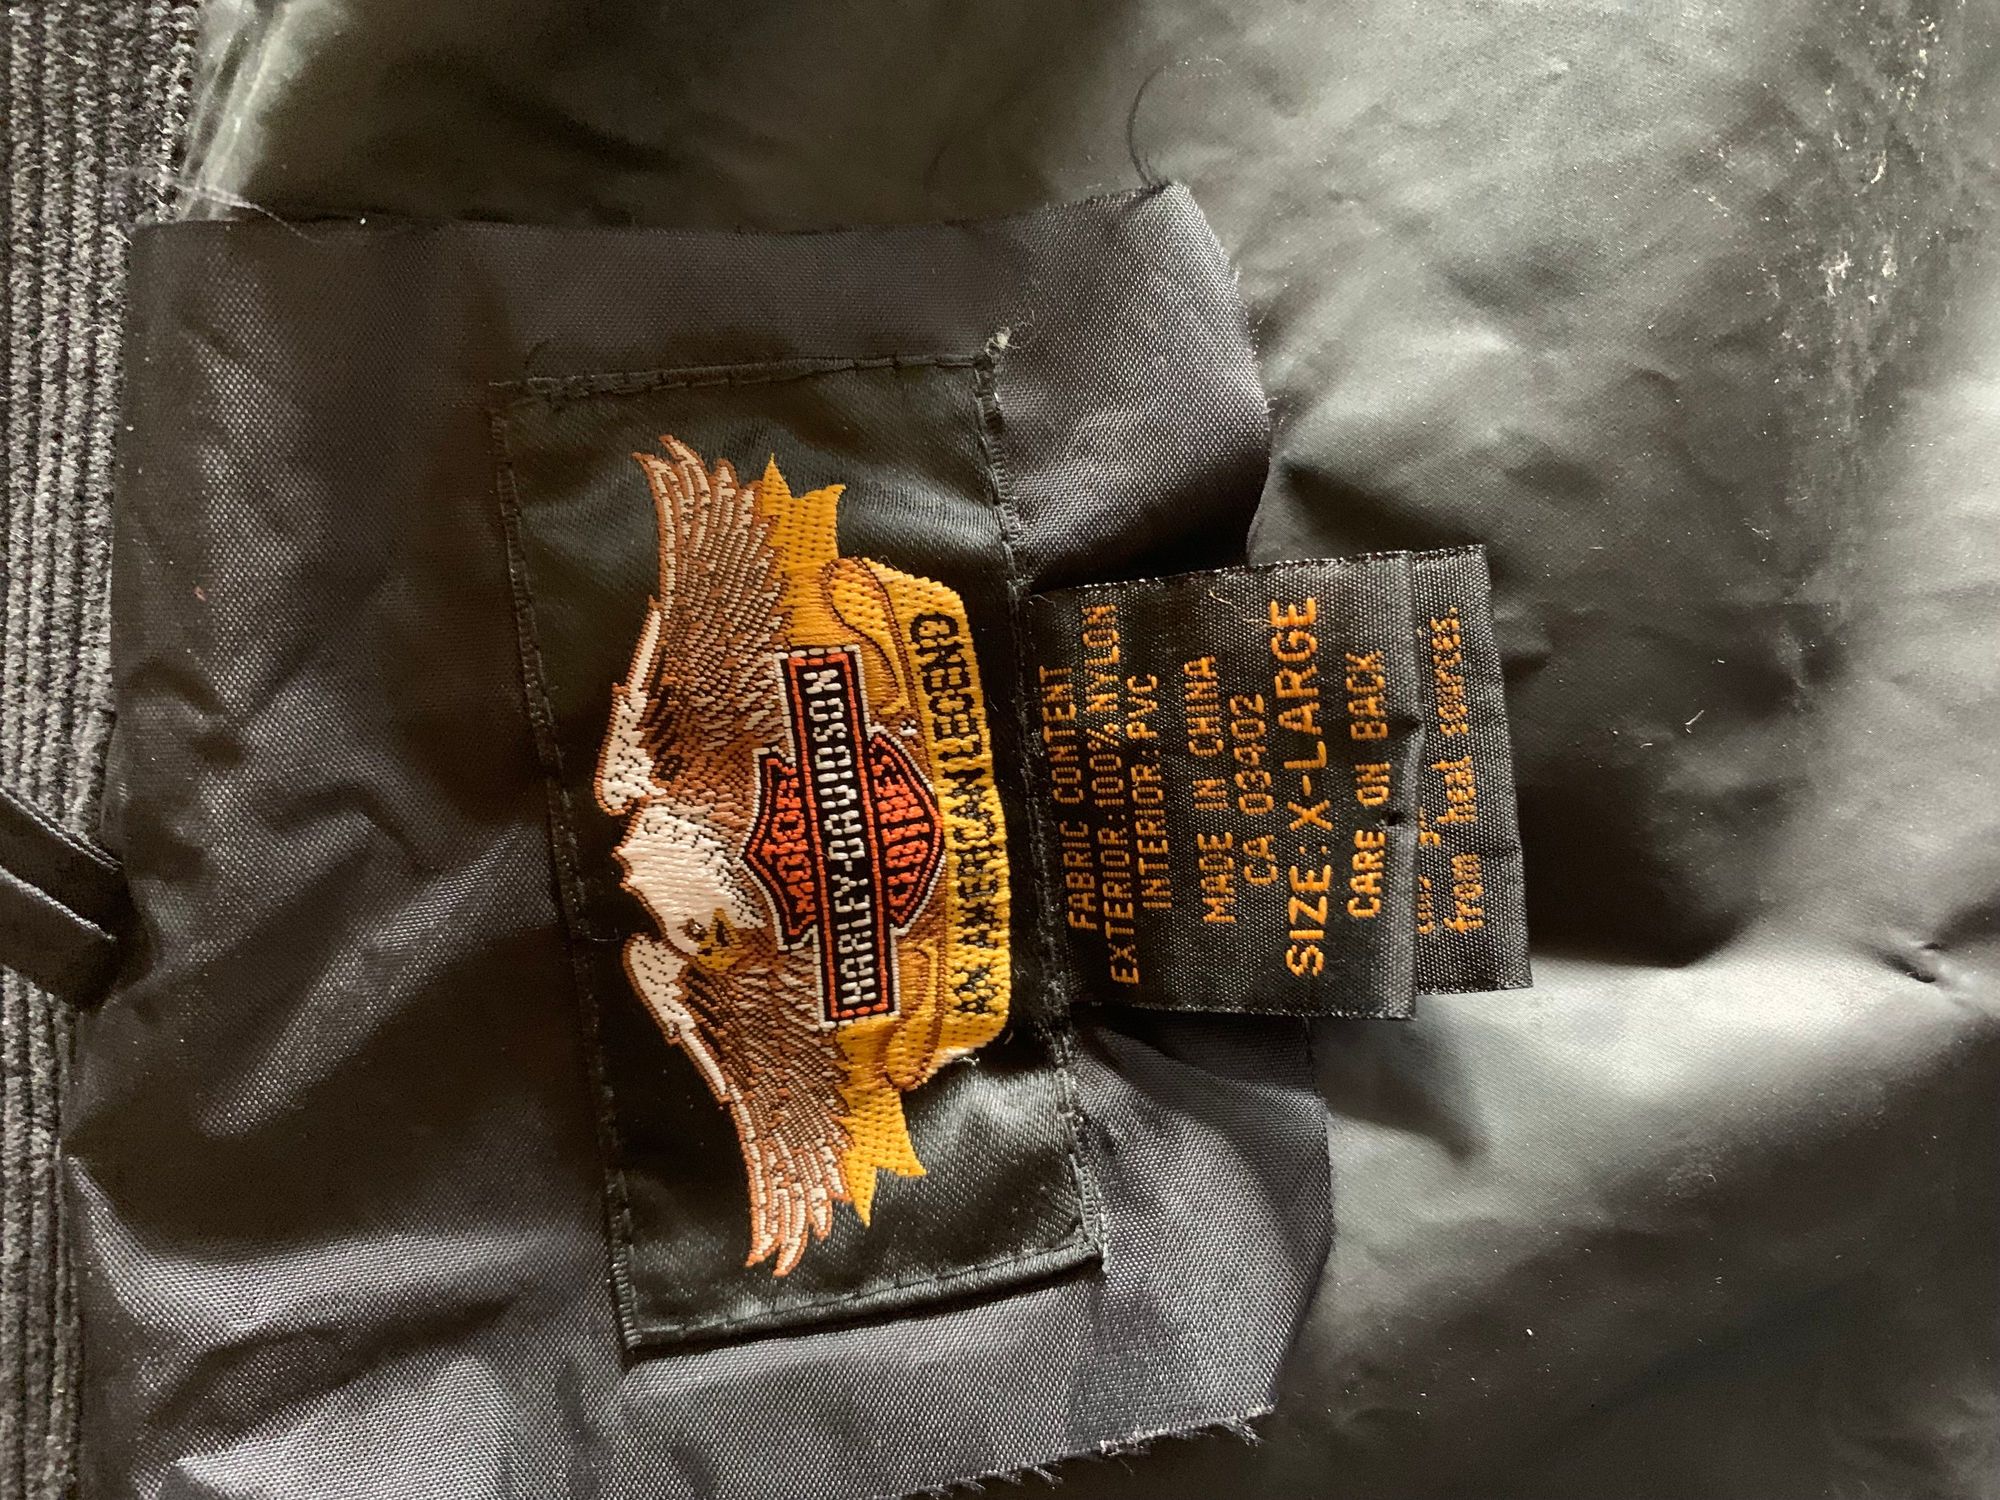 MOTOR
HARLEY-DAVIDSON
CYCLES
AN AMERICAN LEGEND
FABRIC CONTENT
EXTERIOR:100% NYLON
INTERIOR: PVC
MADE IN CHINA
CA 03402
SIZE:X-LARGE
CARE ON BACK
from heat sources.